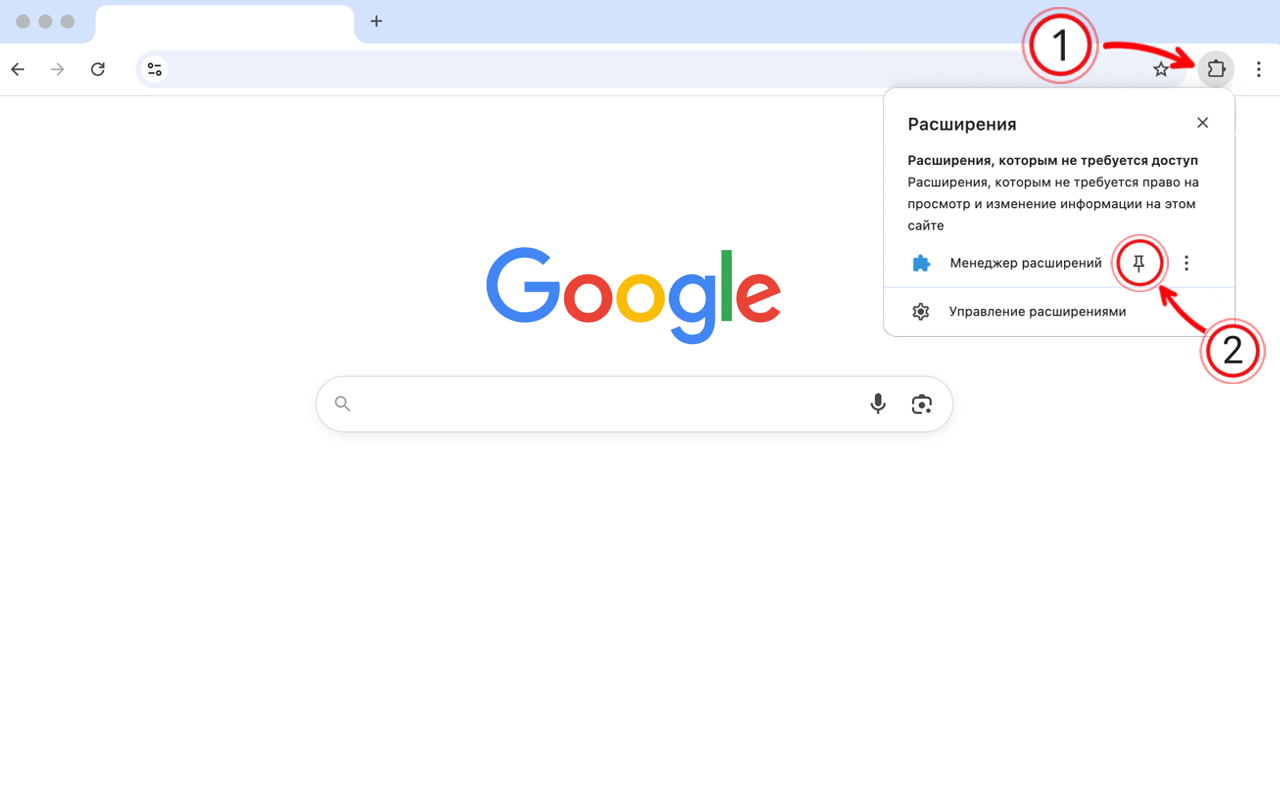 1
Расширения
Расширения, которым не требуется доступ
Расширения, которым не требуется право на
просмотр и изменение информации на этом
сайте
Менеджер расширений
Управление расширениями
2
Google